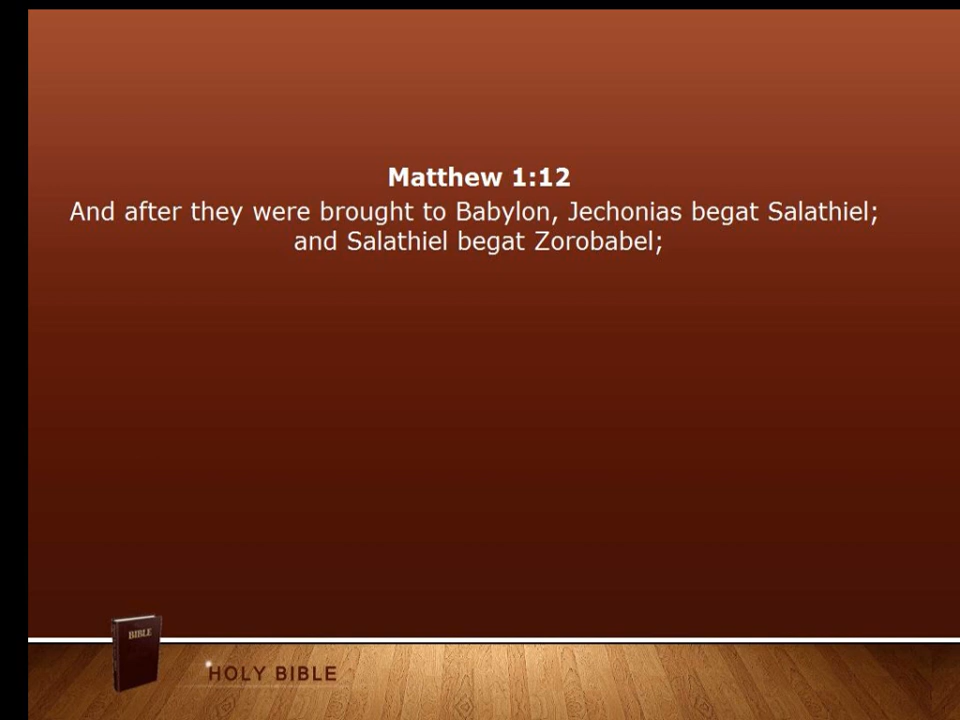 Matthew 1:12
And after they were brought to Babylon, Jechonias begat Salathiel;
and Salathiel begat Zorobabel;
BIBLE
HOLY BIBLE